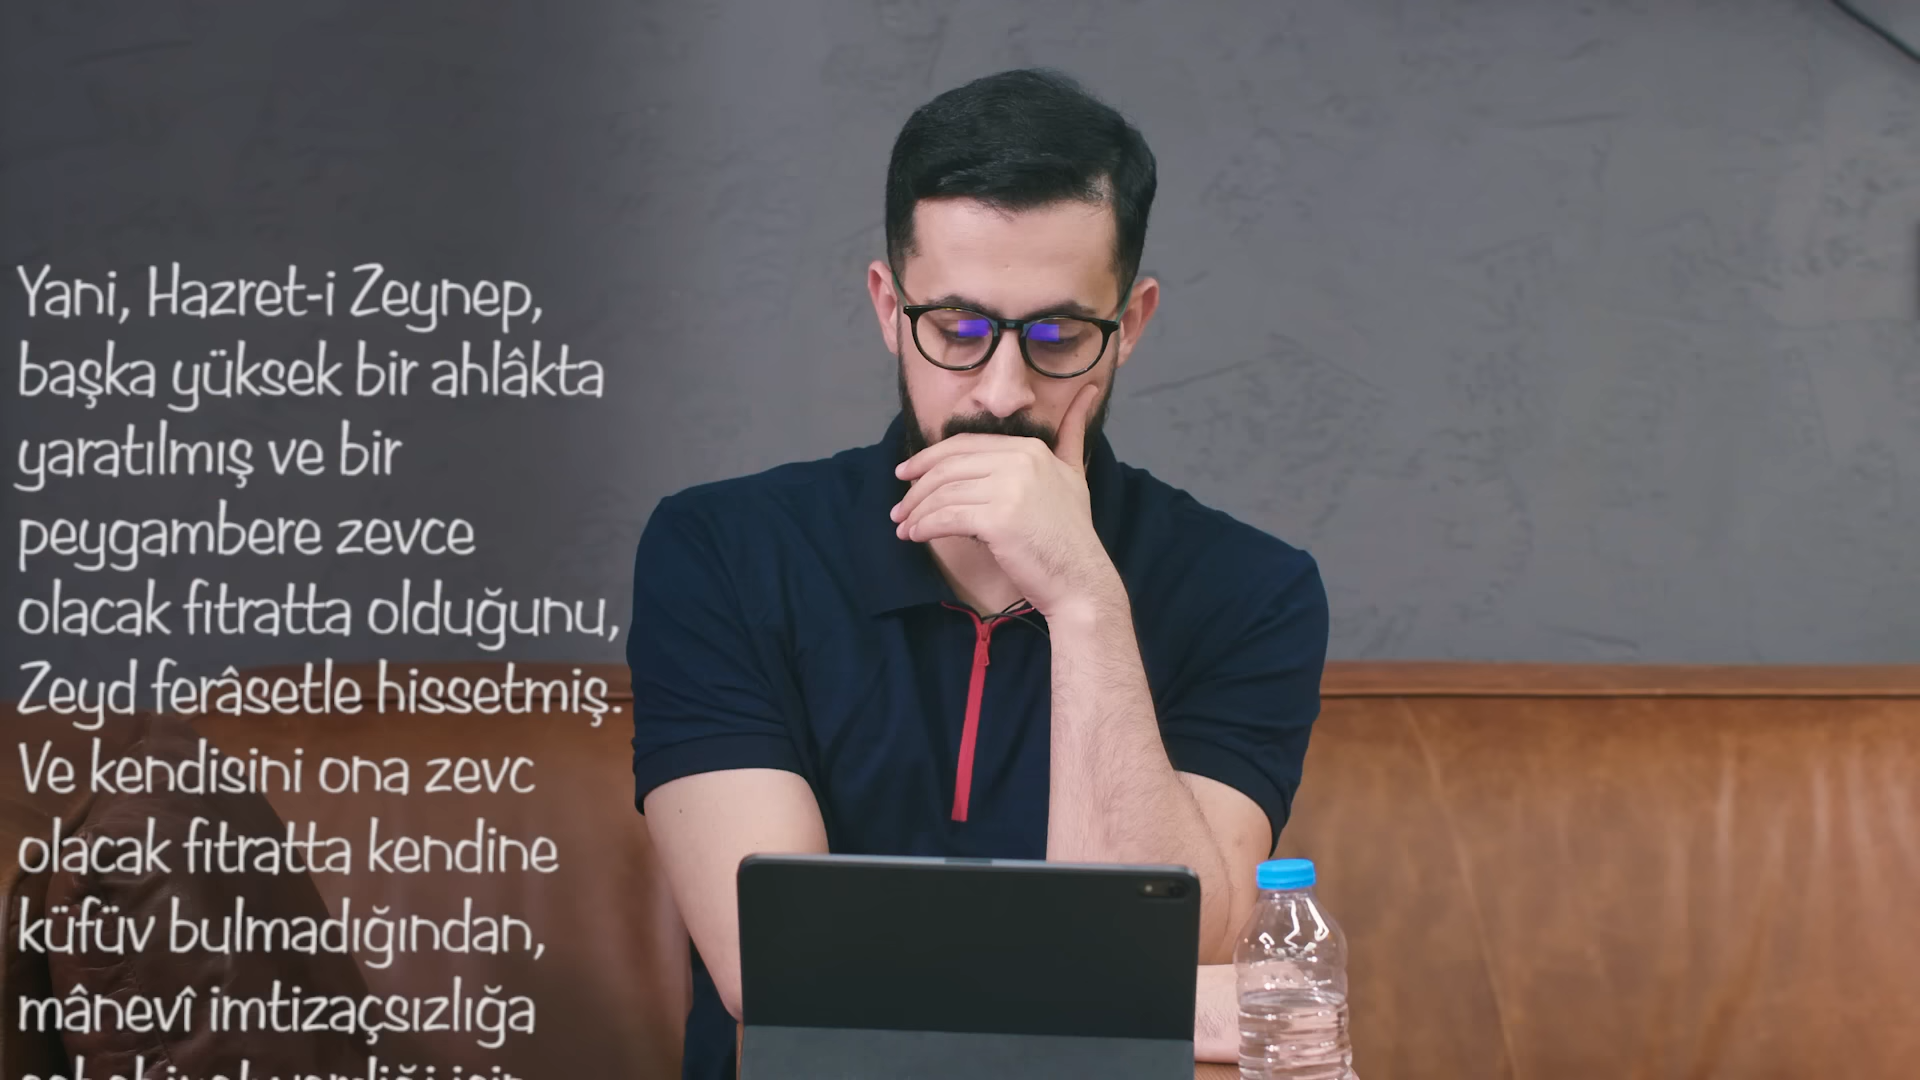 Yani, Hazret-i Zeynep,
başka yüksek bir ahlâkta
yaratılmış ve bir
peygambere zevce
olacak fıtratta olduğunu,
Zeyd ferâsetle hissetmiş.
Ve kendisini ona zevc
olacak fıtratta kendine
küfüv bulmadığından,
mânevî imtizaçsızlığa